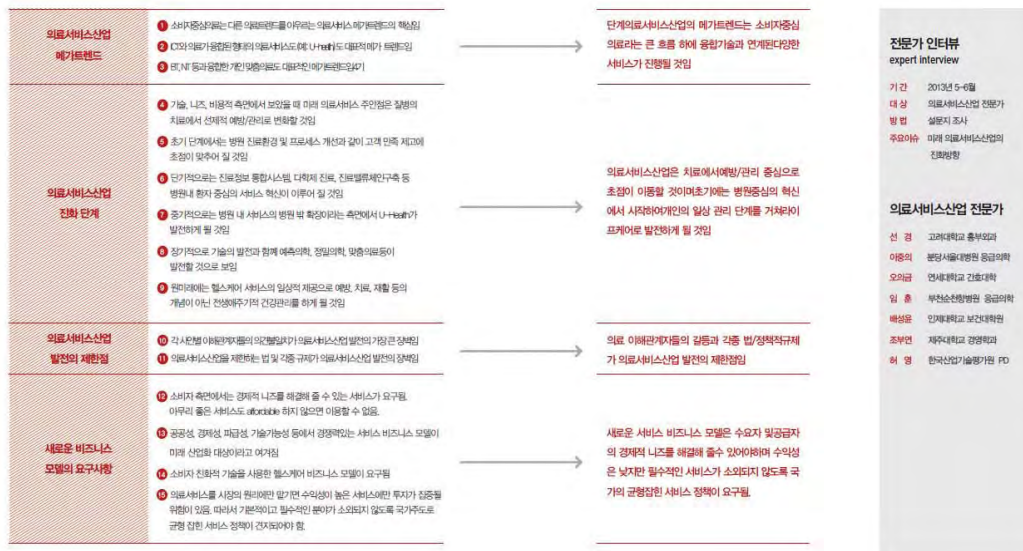 의료서비스산업
메가트렌드
1 소비자중심의료는 다른 의료트렌드를 아우르는 의료서비스 메가트렌드의 핵심임
2 ICT와 의료가 융합된 형태의 의료서비스도(예: U-health)도 대표적 메가 트렌드임
3 BT, NT 등과 융합한 개인 맞춤의료도 대표적인 메가트렌드임
단계의료서비스산업의 메가트렌드는 소비자중심
의료라는 큰 흐름 하에 융합기술과 연계된다양한
서비스가 진행될 것임
의료서비스산업
진화 단계
4 기술, 니즈, 비용적 측면에서 보았을 때 미래 의료서비스 주안점은 질병의
치료에서 선제적 예방/관리로 변화할 것임
5 초기 단계에서는 병원 진료환경 및 프로세스 개선과 같이 고객 만족 제고에
초점이 맞추어 질 것임
6 단기적으로는 진료정보 통합시스템, 다학제 진료, 진료밸류체인구축 등
병원내 환자 중심의 서비스 혁신이 이루어 질 것임
7 중기적으로는 병원 내 서비스의 병원 밖 확장이라는 측면에서 U-Health가
발전하게 될 것임
8 장기적으로 기술의 발전과 함께 예측의학, 정밀의학, 맞춤의료등이
발전할 것으로 보임
9 원미래에는 헬스케어 서비스의 일상적 제공으로 예방, 치료, 재활 등의
개념이 아닌 전생애주기적 건강관리를 하게 될 것임
의료서비스산업은 치료에서예방/관리 중심으로
초점이 이동할 것이며초기에는 병원중심의 혁신
에서 시작하여개인의 일상 관리 단계를 거쳐라이
프케어로 발전하게 될 것임
의료서비스산업
발전의 제한점
10 각 사안별 이해관계자들의 의견불일치가 의료서비스산업 발전의 가장 큰 장벽임
11 의료서비스산업을 제한하는 법 및 각종 규제가 의료서비스산업 발전의 장벽임
의료 이해관계자들의 갈등과 각종 법/정책적규제
가 의료서비스산업 발전의 제한점임
새로운 비즈니스
모델의 요구사항
12 소비자 측면에서는 경제적 니즈를 해결해 줄 수 있는 서비스가 요구됨.
아무리 좋은 서비스도 affordable 하지 않으면 이용할 수 없음.
13 공공성, 경제성, 파급성, 기술가능성 등에서 경쟁력있는 서비스 비즈니스 모델이
미래 산업화 대상이라고 여겨짐
14 소비자 친화적 기술을 사용한 헬스케어 비즈니스 모델이 요구됨
15 의료서비스를 시장의 원리에만 맡기면 수익성이 높은 서비스에만 투자가 집중될
위험이 있음. 따라서 기본적이고 필수적인 분야가 소외되지 않도록 국가주도로
균형 잡힌 서비스 정책이 견지되어야 함.
새로운 서비스 비즈니스 모델은 수요자 및공급자
의 경제적 니즈를 해결해 줄수 있어야하며 수익성
은 낮지만 필수적인 서비스가 소외되지 않도록 국
가의 균형잡힌 서비스 정책이 요구됨.
전문가 인터뷰
expert interview
기 간 2013년 5~6월
대 상 의료서비스산업 전문가
방 법 설문지 조사
주요이슈 미래 의료서비스산업의
진화방향
의료서비스산업 전문가
선 경 고려대학교 흉부외과
이중의 분당서울대병원 응급의학
오의금 연세대학교 간호대학
임 훈 부천순천향병원 응급의학
배성윤 인제대학교 보건대학원
조부연 제주대학교 경영학과
허 영 한국산업기술평가원 PD